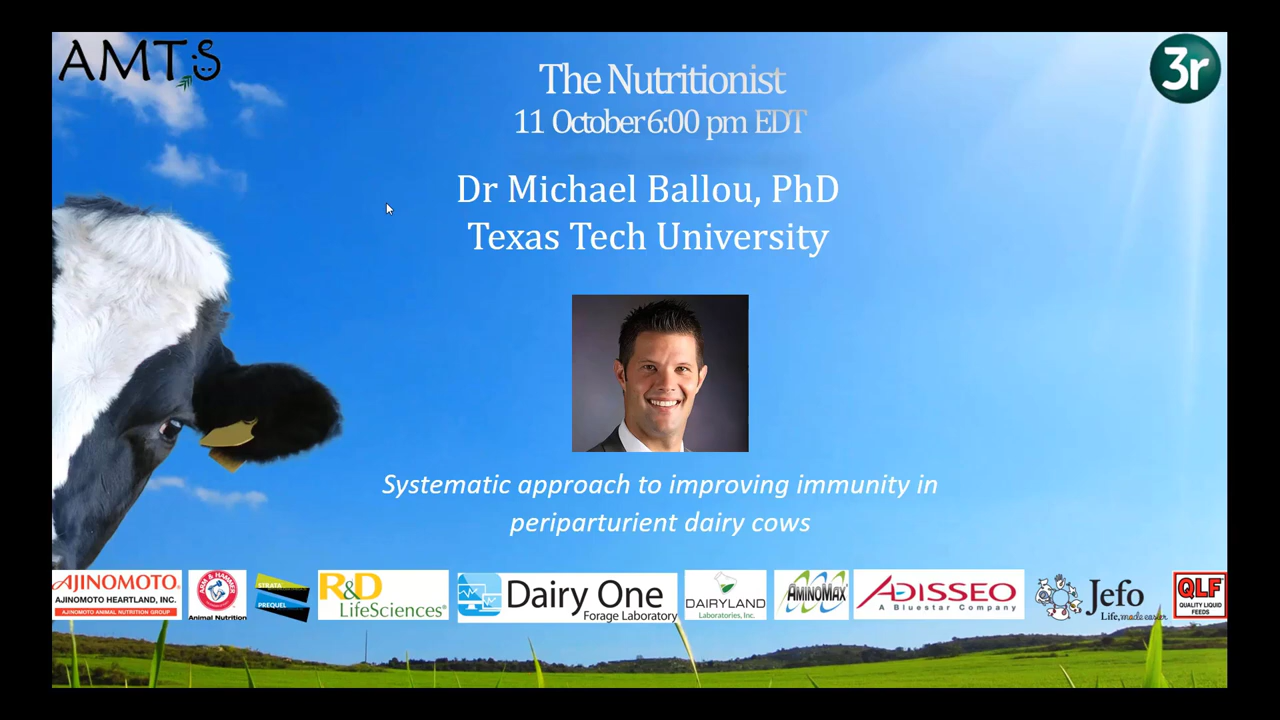 AMTS
3r
The Nutritionist
11 October 6:00 pm EDT
Dr Michael Ballou, PhD
Texas Tech University
Systematic approach to improving immunity in
periparturient dairy cows
AJINOMOTO
AJINOMOTO HEARTLAND, INC.
AJINOMOTO ANIMAL NUTRITION GROUP
ARM & HAMMER
Animal Nutrition
STRATA
PREQUEL
R&D
LifeSciences®
Dairy One
Forage Laboratory
DAIRYLAND
Laboratories, Inc.
AMINOMAX
ADISSEO
A Bluestar Company
Jefo
Life, made easier
QLF
QUALITY LIQUID
FEEDS